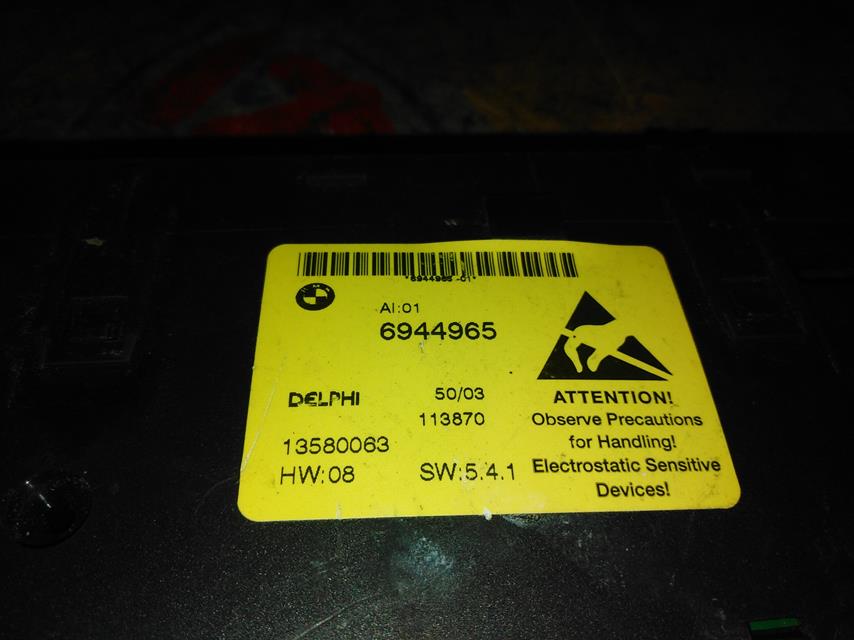 *6944965-01*
BMW
AI:01
6944965
DELPHI
50/03
113870
13580063
HW:08
SW:5.4.1
ATTENTION!
Observe Precautions
for Handling!
Electrostatic Sensitive
Devices!